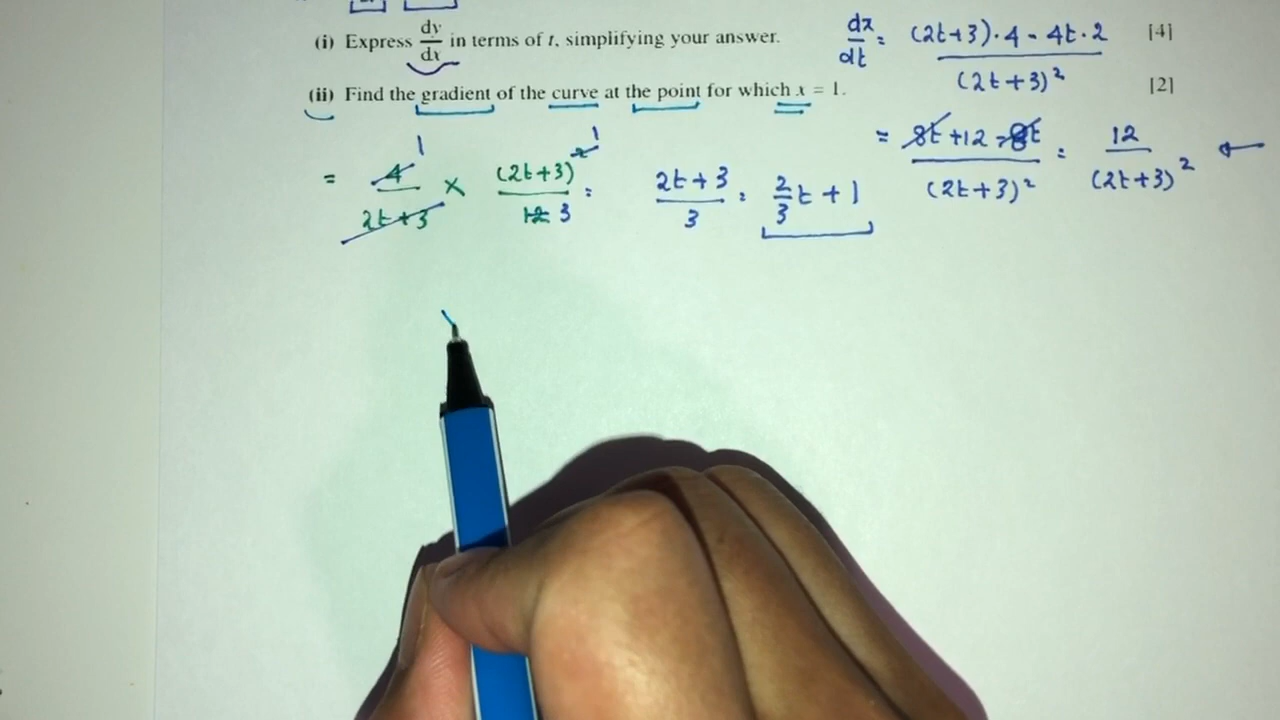 (i) Express dy/dx in terms of t, simplifying your answer. [4]
dx/dt = (2t+3)·4 - 4t·2 / (2t+3)²
(ii) Find the gradient of the curve at the point for which x = 1. [2]
= 8t+12-8t / (2t+3)² = 12 / (2t+3)² ←
= 4 1 / 2t+3 × (2t+3)² 1 / 12 3 = 2t+3 / 3 = 2/3 t + 1